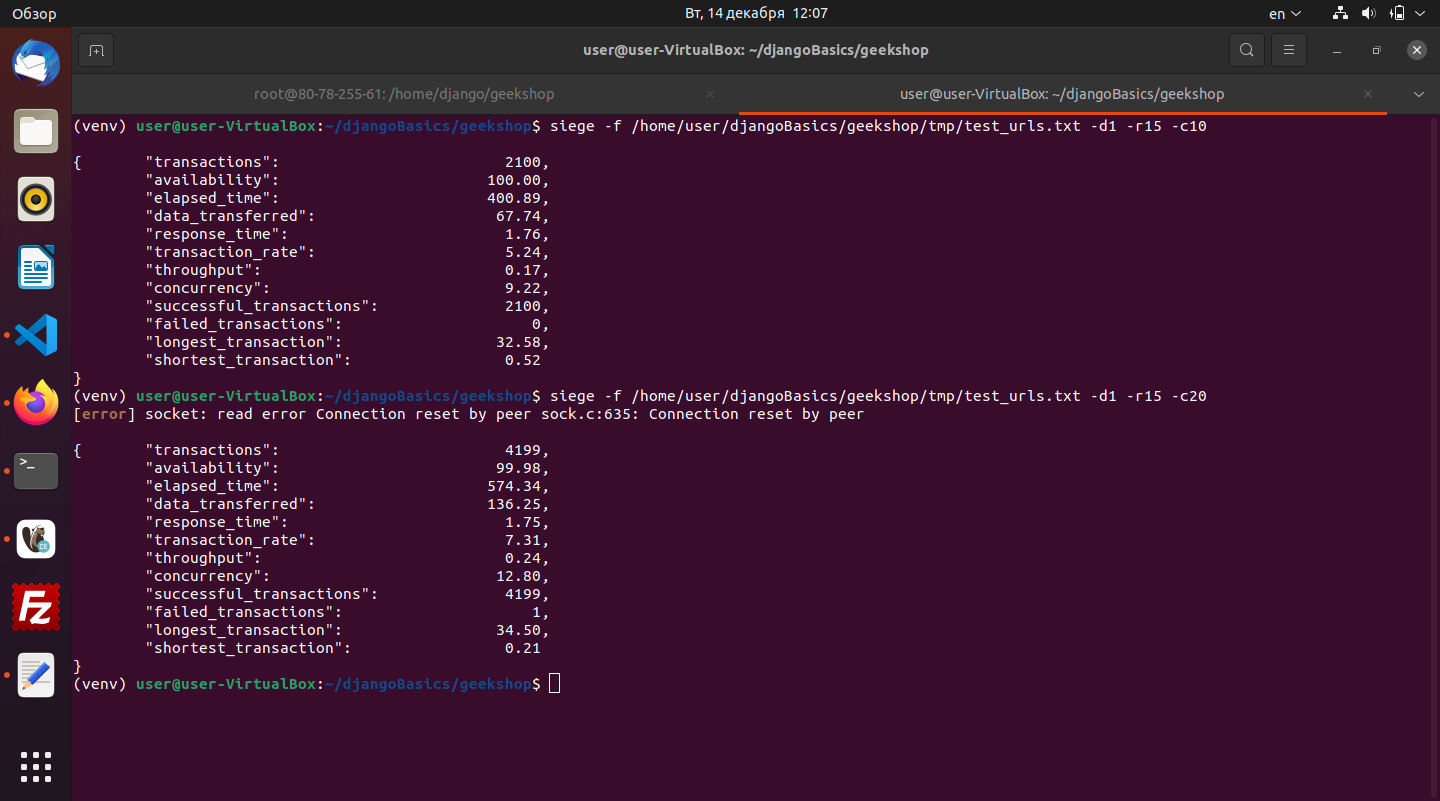 Обзор
Вт, 14 декабря 12:07
en
user@user-VirtualBox: ~/djangoBasics/geekshop
root@80-78-255-61: /home/django/geekshop
user@user-VirtualBox: ~/djangoBasics/geekshop
(venv) user@user-VirtualBox:~/djangoBasics/geekshop$ siege -f /home/user/djangoBasics/geekshop/tmp/test_urls.txt -d1 -r15 -c10
{ "transactions": 2100,
"availability": 100.00,
"elapsed_time": 400.89,
"data_transferred": 67.74,
"response_time": 1.76,
"transaction_rate": 5.24,
"throughput": 0.17,
"concurrency": 9.22,
"successful_transactions": 2100,
"failed_transactions": 0,
"longest_transaction": 32.58,
"shortest_transaction": 0.52
}
(venv) user@user-VirtualBox:~/djangoBasics/geekshop$ siege -f /home/user/djangoBasics/geekshop/tmp/test_urls.txt -d1 -r15 -c20
[error] socket: read error Connection reset by peer sock.c:635: Connection reset by peer
{ "transactions": 4199,
"availability": 99.98,
"elapsed_time": 574.34,
"data_transferred": 136.25,
"response_time": 1.75,
"transaction_rate": 7.31,
"throughput": 0.24,
"concurrency": 12.80,
"successful_transactions": 4199,
"failed_transactions": 1,
"longest_transaction": 34.50,
"shortest_transaction": 0.21
}
(venv) user@user-VirtualBox:~/djangoBasics/geekshop$
>_
CE
Fz